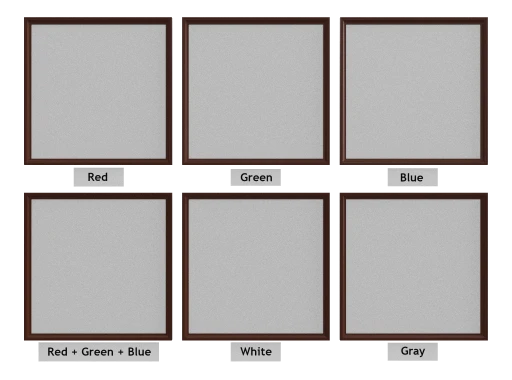 Red
Green
Blue
Red + Green + Blue
White
Gray